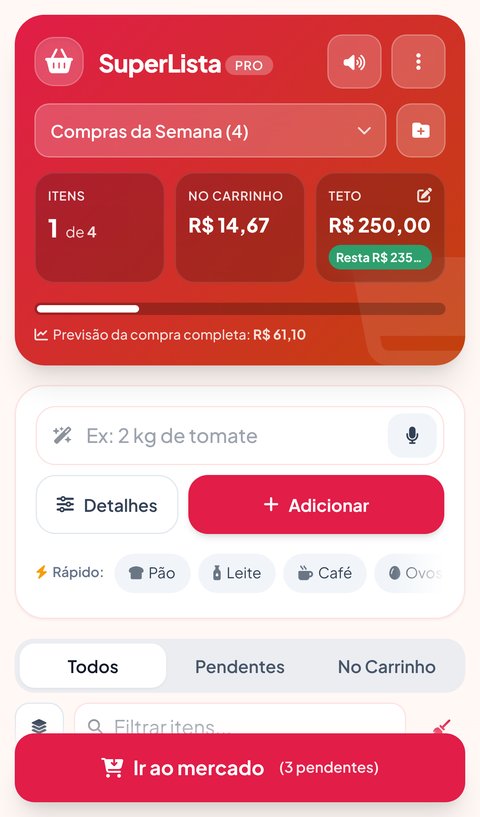 SuperLista PRO
Compras da Semana (4)
ITENS
1 de 4
NO CARRINHO
R$ 14,67
TETO
R$ 250,00
Resta R$ 235...
Previsão da compra completa: R$ 61,10
Ex: 2 kg de tomate
Detalhes
+ Adicionar
Rápido: Pão Leite Café Ovos
Todos Pendentes No Carrinho
Filtrar itens...
Ir ao mercado (3 pendentes)